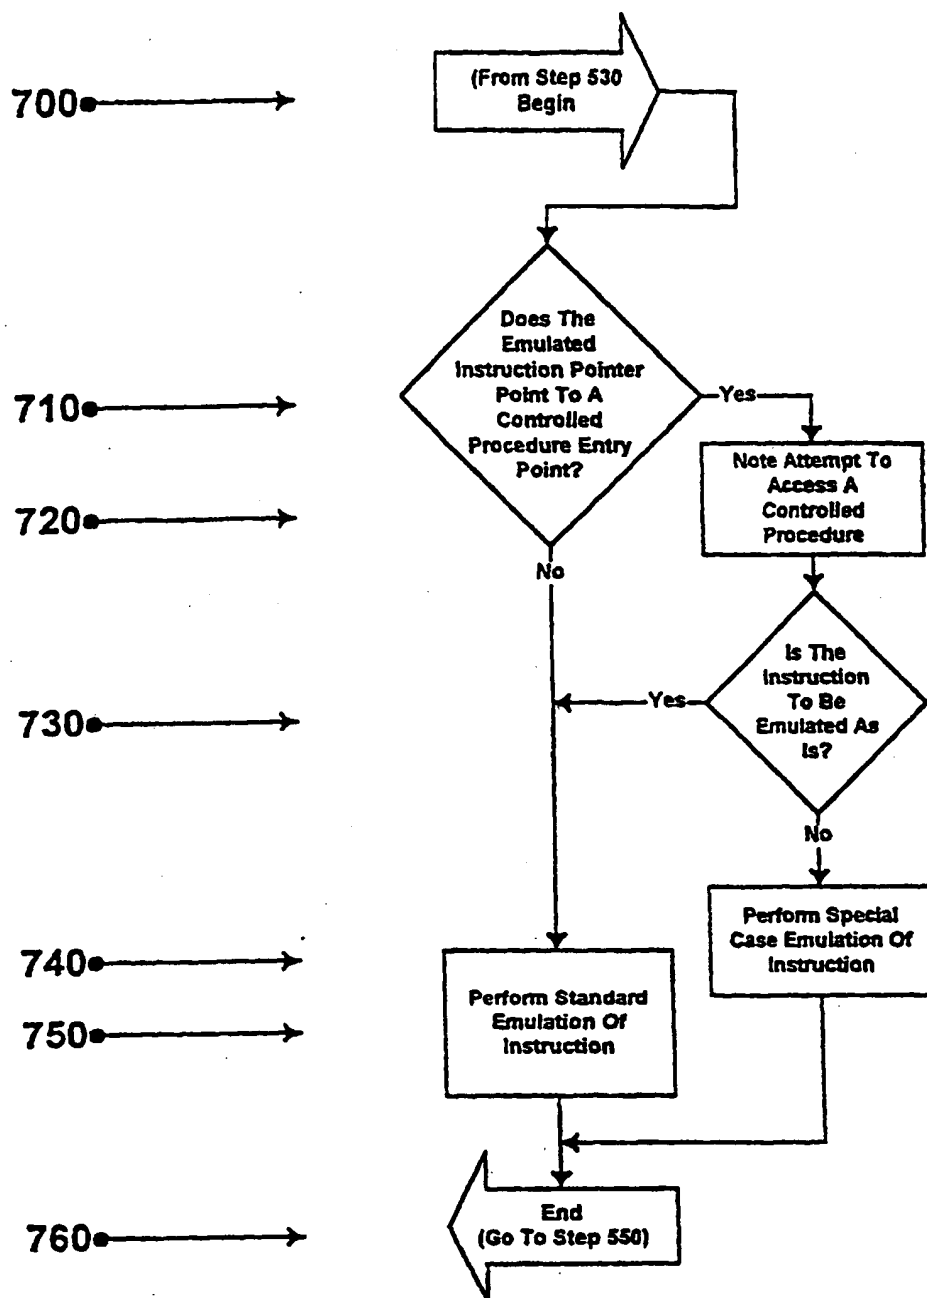 700
(From Step 530
Begin
Does The
Emulated
Instruction Pointer
Point To A
Controlled
Procedure Entry
Point?
710
Yes
Note Attempt To
Access A
Controlled
Procedure
720
No
Is The
Instruction
To Be
Emulated As
Is?
Yes
730
No
Perform Special
Case Emulation Of
Instruction
740
Perform Standard
Emulation Of
Instruction
750
End
(Go To Step 550)
760